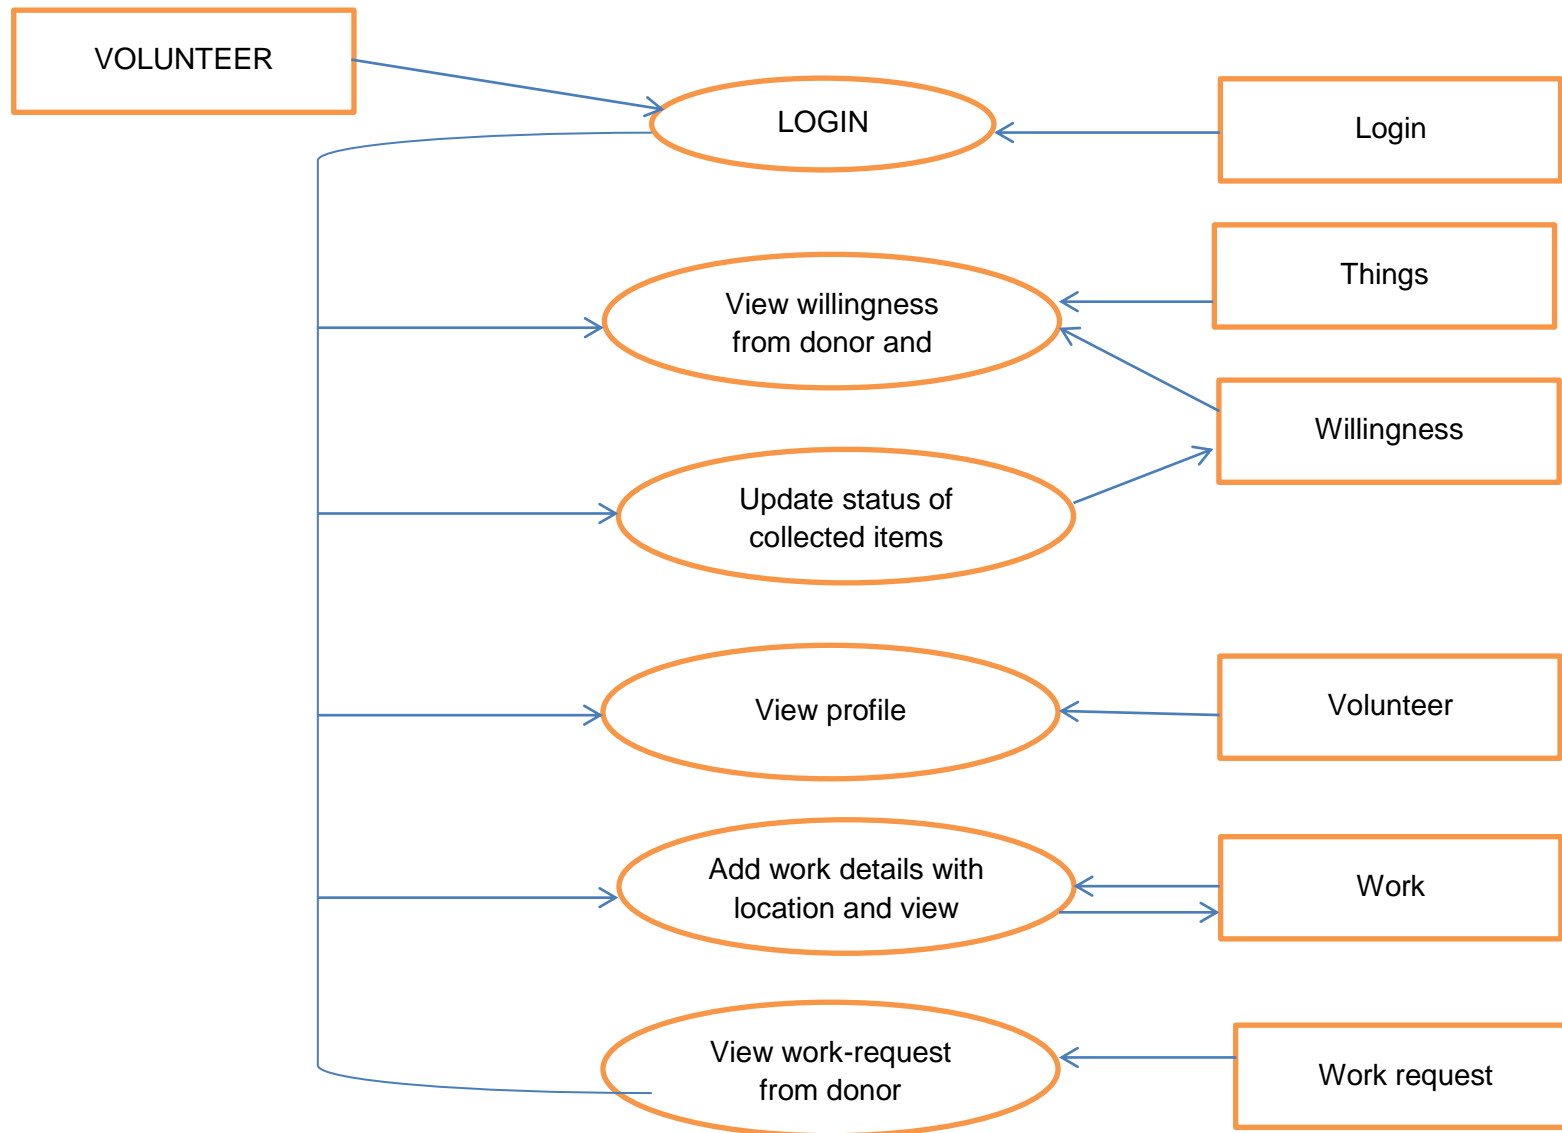 VOLUNTEER
LOGIN
Login
Things
View willingness
from donor and
Willingness
Update status of
collected items
View profile
Volunteer
Add work details with
location and view
Work
View work-request
from donor
Work request